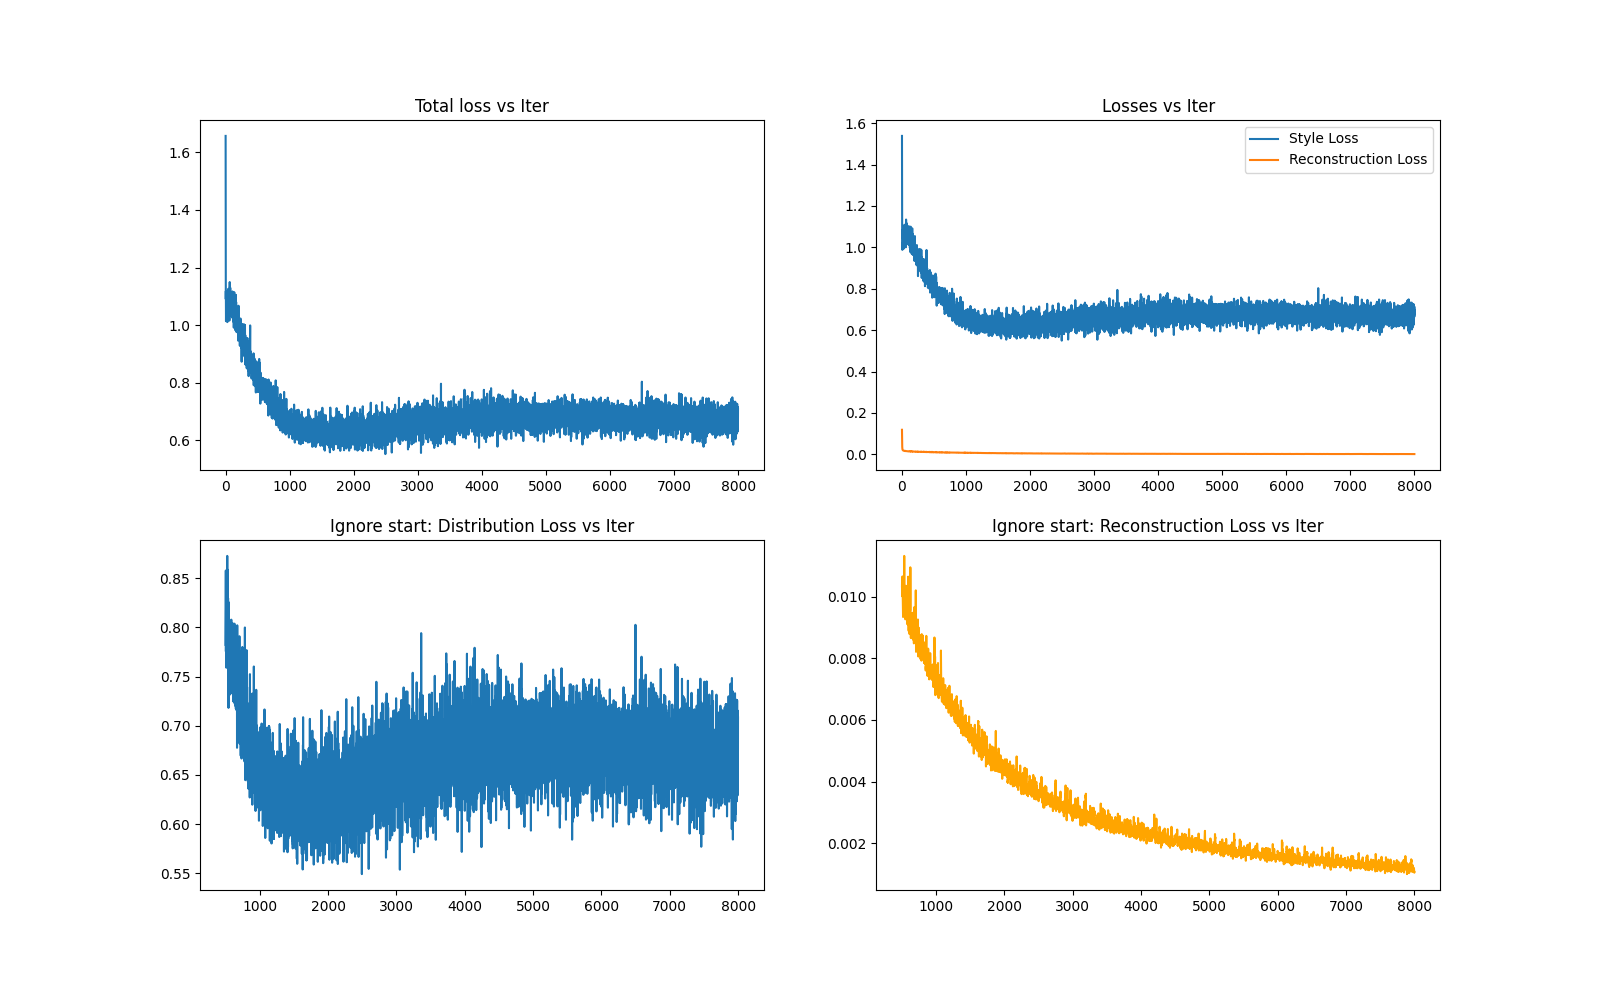 Total loss vs Iter
1.6
1.4
1.2
1.0
0.8
0.6
0 1000 2000 3000 4000 5000 6000 7000 8000
Losses vs Iter
Style Loss
Reconstruction Loss
1.6
1.4
1.2
1.0
0.8
0.6
0.4
0.2
0.0
0 1000 2000 3000 4000 5000 6000 7000 8000
Ignore start: Distribution Loss vs Iter
0.85
0.80
0.75
0.70
0.65
0.60
0.55
1000 2000 3000 4000 5000 6000 7000 8000
Ignore start: Reconstruction Loss vs Iter
0.010
0.008
0.006
0.004
0.002
1000 2000 3000 4000 5000 6000 7000 8000